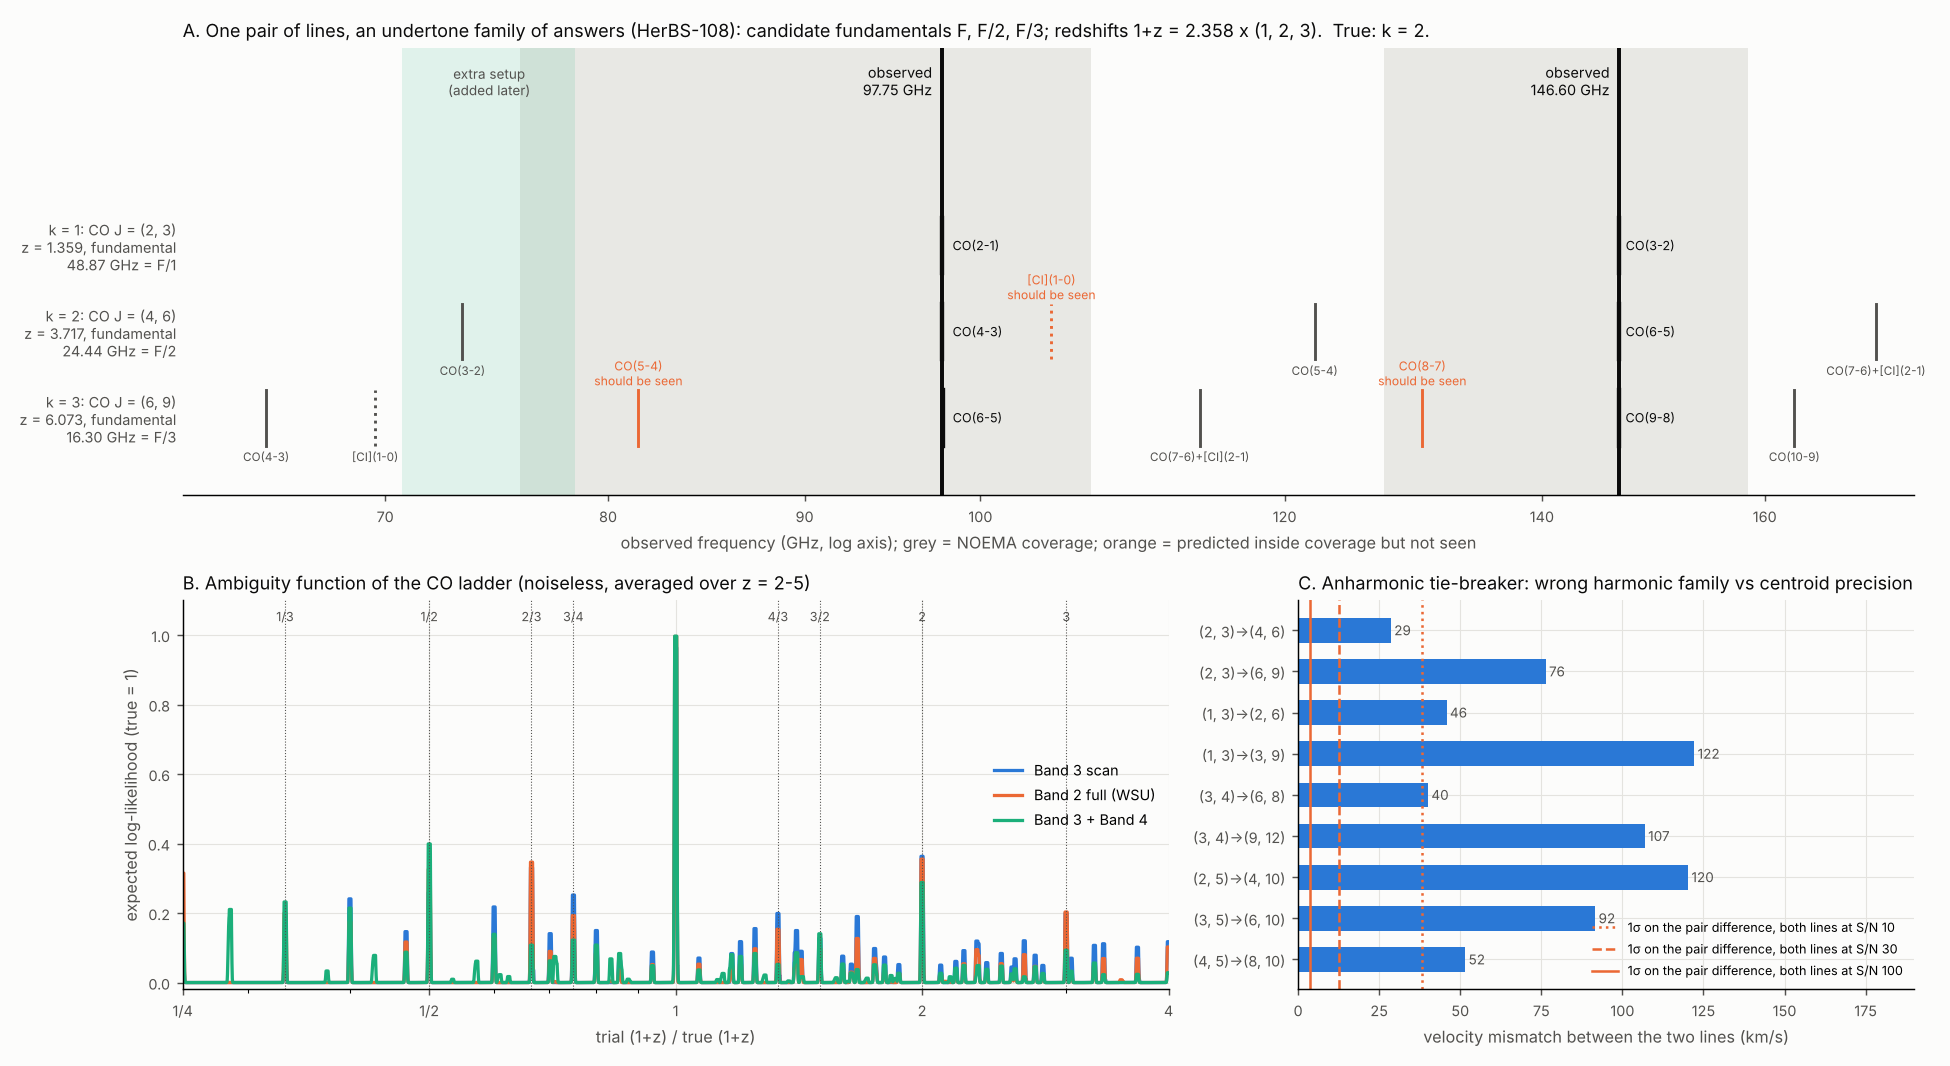 A. One pair of lines, an undertone family of answers (HerBS-108): candidate fundamentals F, F/2, F/3; redshifts 1+z = 2.358 x (1, 2, 3).  True: k = 2.
extra setup
(added later)
observed
97.75 GHz
observed
146.60 GHz
k = 1: CO J = (2, 3)
z = 1.359, fundamental
48.87 GHz = F/1
CO(2-1)
CO(3-2)
[CI](1-0)
should be seen
k = 2: CO J = (4, 6)
z = 3.717, fundamental
24.44 GHz = F/2
CO(3-2)
CO(4-3)
CO(5-4)
CO(6-5)
CO(7-6)+[CI](2-1)
CO(5-4)
should be seen
CO(8-7)
should be seen
k = 3: CO J = (6, 9)
z = 6.073, fundamental
16.30 GHz = F/3
CO(4-3)
[CI](1-0)
CO(6-5)
CO(7-6)+[CI](2-1)
CO(9-8)
CO(10-9)
70
80
90
100
120
140
160
observed frequency (GHz, log axis); grey = NOEMA coverage; orange = predicted inside coverage but not seen
B. Ambiguity function of the CO ladder (noiseless, averaged over z = 2-5)
1/3
1/2
2/3
3/4
4/3
3/2
2
3
1.0
0.8
0.6
0.4
0.2
0.0
expected log-likelihood (true = 1)
Band 3 scan
Band 2 full (WSU)
Band 3 + Band 4
1/4
1/2
1
2
4
trial (1+z) / true (1+z)
C. Anharmonic tie-breaker: wrong harmonic family vs centroid precision
(2, 3)→(4, 6)
29
(2, 3)→(6, 9)
76
(1, 3)→(2, 6)
46
(1, 3)→(3, 9)
122
(3, 4)→(6, 8)
40
(3, 4)→(9, 12)
107
(2, 5)→(4, 10)
120
(3, 5)→(6, 10)
92
(4, 5)→(8, 10)
52
1σ on the pair difference, both lines at S/N 10
1σ on the pair difference, both lines at S/N 30
1σ on the pair difference, both lines at S/N 100
0
25
50
75
100
125
150
175
velocity mismatch between the two lines (km/s)